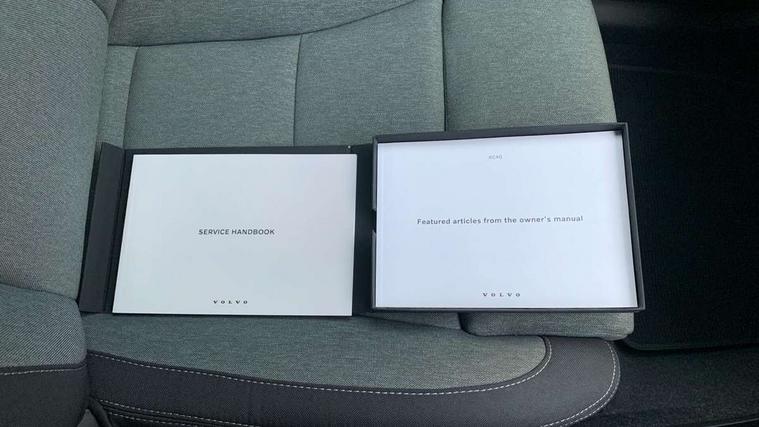 SERVICE HANDBOOK
VOLVO
XC40
Featured articles from the owner's manual
VOLVO